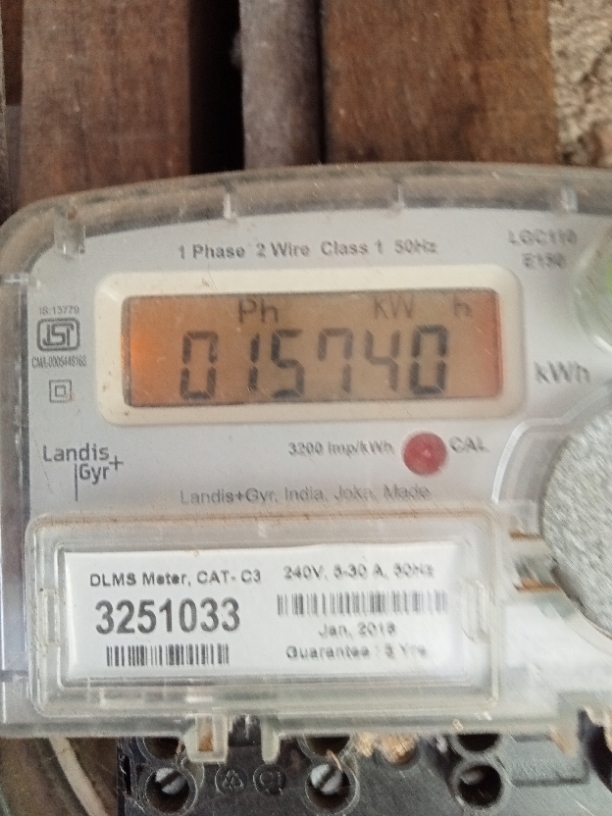 1 Phase 2 Wire Class 1 50Hz
LGC110
E150
IS:13779
Ph KW h
015740
kWh
Landis
Gyr+
3200 Imp/kWh
CAL
Landis+Gyr, India, Joka, Made
DLMS Meter, CAT- C3
240V, 5-30 A, 50Hz
3251033
Jan, 2018
Guarantee : 5 Yrs